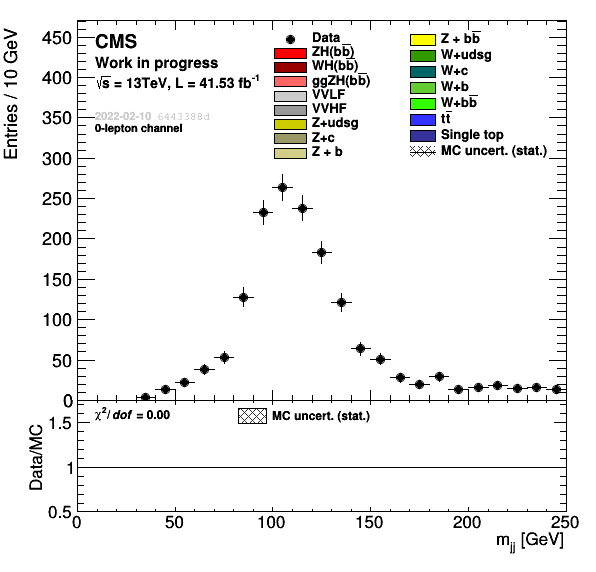 CMS
Work in progress
√s = 13TeV, L = 41.53 fb⁻¹
2022-02-10 6443388d
0-lepton channel
Data
ZH(bb̅)
WH(bb̅)
ggZH(bb̅)
VVLF
VVHF
Z+udsg
Z+c
Z + b
Z + bb̅
W+udsg
W+c
W+b
W+bb̅
tt̅
Single top
MC uncert. (stat.)
Entries / 10 GeV
450
400
350
300
250
200
150
100
50
0
χ²/dof = 0.00
MC uncert. (stat.)
Data/MC
1.5
1
0.5
0 50 100 150 200 250
m_jj [GeV]